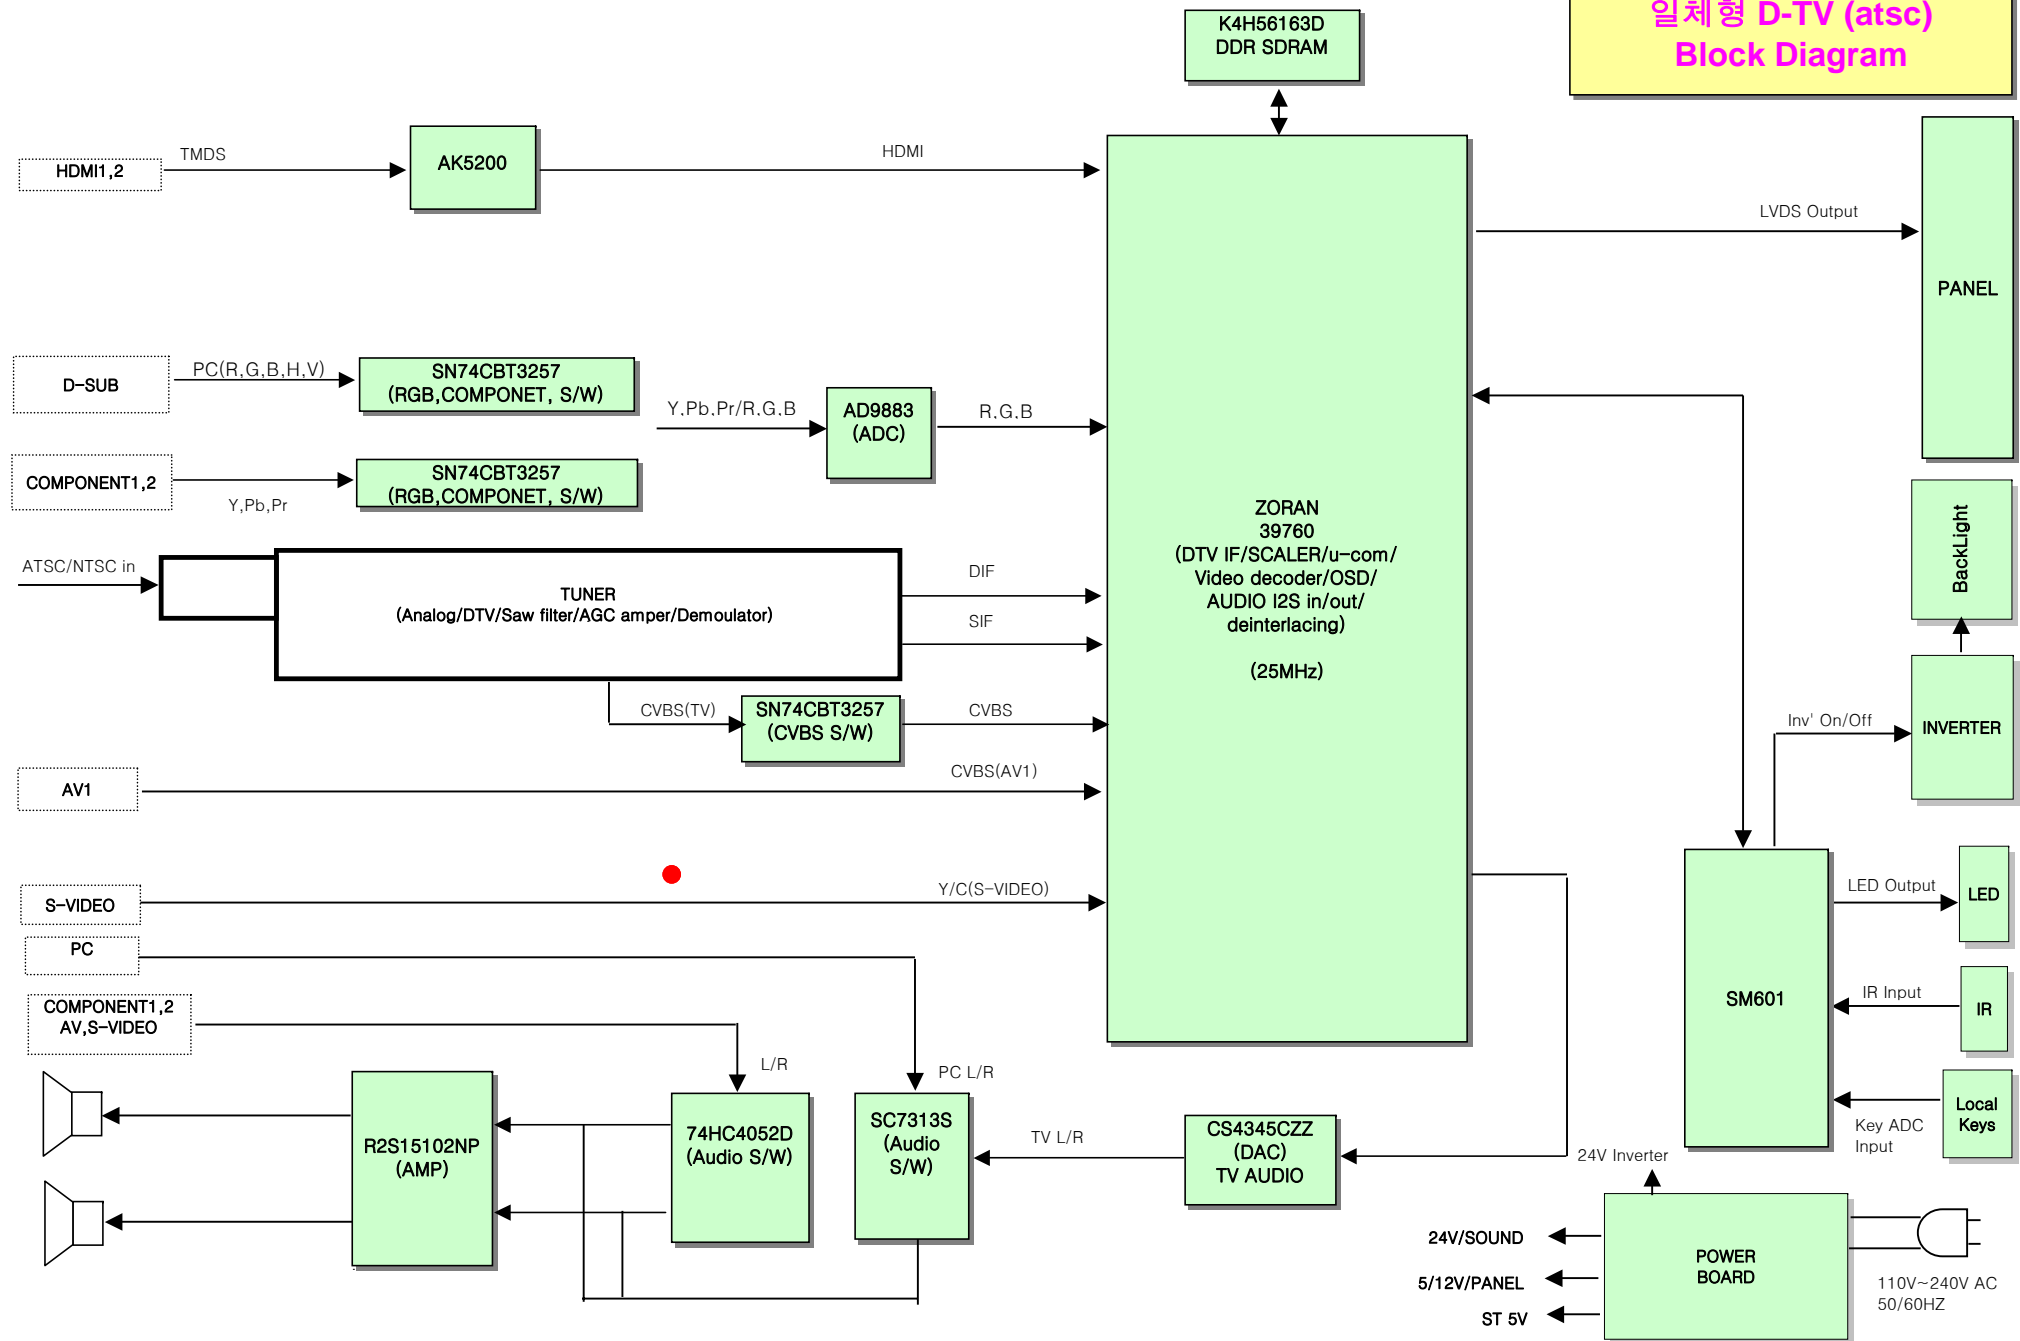 일체형 D-TV (atsc)
Block Diagram
K4H56163D
DDR SDRAM
HDMI1,2
TMDS
AK5200
HDMI
LVDS Output
PANEL
D-SUB
PC(R,G,B,H,V)
SN74CBT3257
(RGB,COMPONET, S/W)
Y,Pb,Pr/R,G,B
AD9883
(ADC)
R,G,B
COMPONENT1,2
Y,Pb,Pr
SN74CBT3257
(RGB,COMPONET, S/W)
ZORAN
39760
(DTV IF/SCALER/u-com/
Video decoder/OSD/
AUDIO I2S in/out/
deinterlacing)
(25MHz)
BackLight
ATSC/NTSC in
TUNER
(Analog/DTV/Saw filter/AGC amper/Demoulator)
DIF
SIF
CVBS(TV)
SN74CBT3257
(CVBS S/W)
CVBS
Inv' On/Off
INVERTER
AV1
CVBS(AV1)
S-VIDEO
Y/C(S-VIDEO)
LED Output
LED
PC
COMPONENT1,2
AV,S-VIDEO
L/R
PC L/R
SM601
IR Input
IR
Key ADC
Input
Local
Keys
R2S15102NP
(AMP)
74HC4052D
(Audio S/W)
SC7313S
(Audio
S/W)
TV L/R
CS4345CZZ
(DAC)
TV AUDIO
24V Inverter
24V/SOUND
5/12V/PANEL
ST 5V
POWER
BOARD
110V~240V AC
50/60HZ